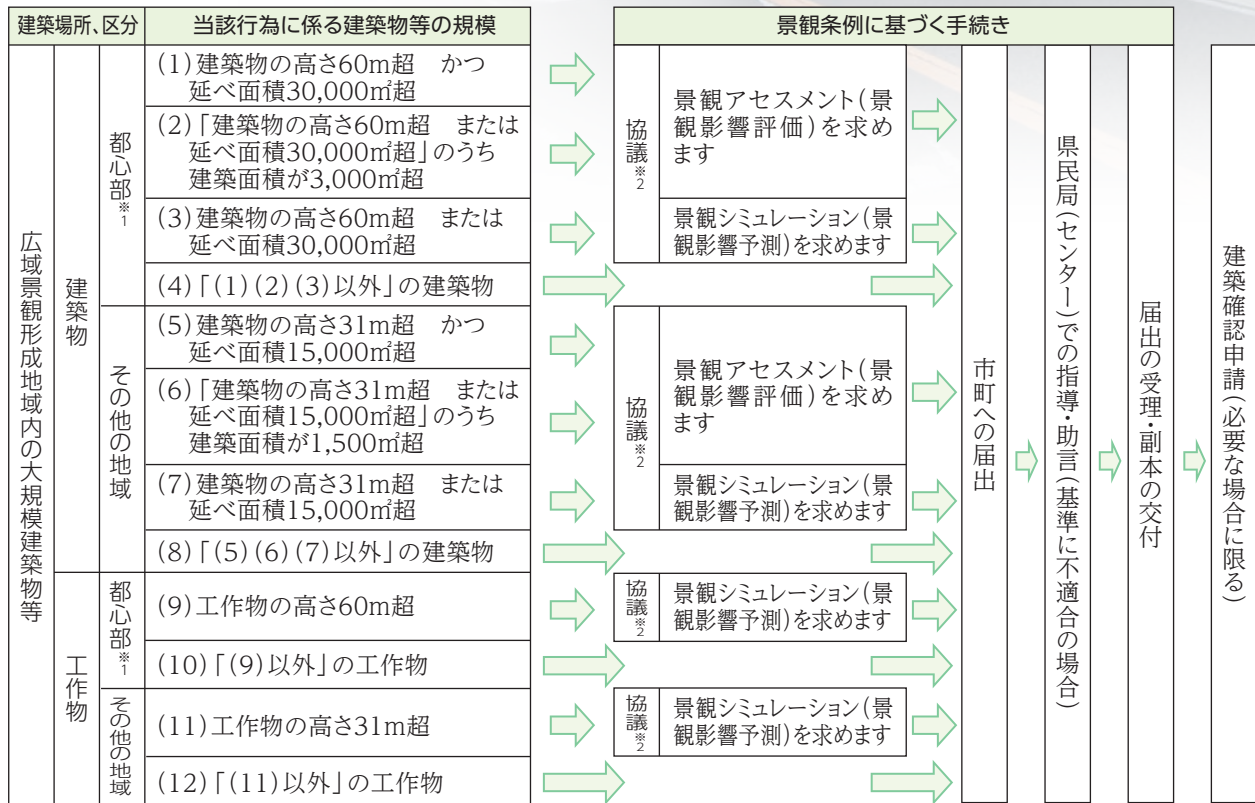 建築場所、区分
当該行為に係る建築物等の規模
景観条例に基づく手続き
広域景観形成地域内の大規模建築物等
建築物
都心部※1
(1)建築物の高さ60m超 かつ
延べ面積30,000㎡超
(2)「建築物の高さ60m超 または
延べ面積30,000㎡超」のうち
建築面積が3,000㎡超
(3)建築物の高さ60m超 または
延べ面積30,000㎡超
(4)「(1)(2)(3)以外」の建築物
協議※2
景観アセスメント(景
観影響評価)を求め
ます
景観シミュレーション(景
観影響予測)を求めます
その他の地域
(5)建築物の高さ31m超 かつ
延べ面積15,000㎡超
(6)「建築物の高さ31m超 または
延べ面積15,000㎡超」のうち
建築面積が1,500㎡超
(7)建築物の高さ31m超 または
延べ面積15,000㎡超
(8)「(5)(6)(7)以外」の建築物
協議※2
景観アセスメント(景
観影響評価)を求め
ます
景観シミュレーション(景
観影響予測)を求めます
工作物
都心部※1
(9)工作物の高さ60m超
(10)「(9)以外」の工作物
協議※2
景観シミュレーション(景
観影響予測)を求めます
その他の地域
(11)工作物の高さ31m超
(12)「(11)以外」の工作物
協議※2
景観シミュレーション(景
観影響予測)を求めます
市町への届出
県民局(センター)での指導・助言(基準に不適合の場合)
届出の受理・副本の交付
建築確認申請(必要な場合に限る)